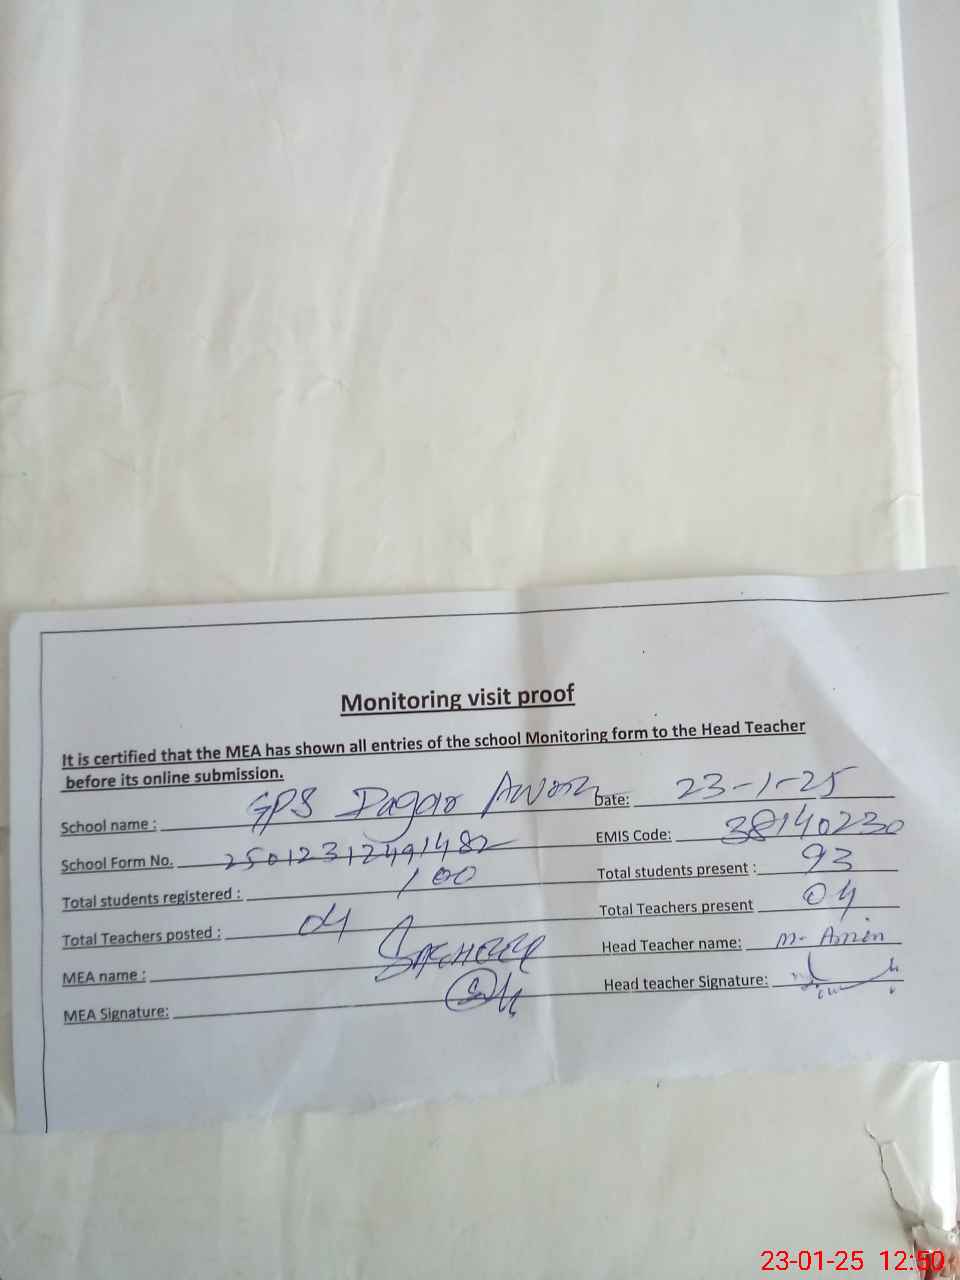 Monitoring visit proof
It is certified that the MEA has shown all entries of the school Monitoring form to the Head Teacher
before its online submission.
School name : GPS Dagar Date: 23-1-25
School Form No. 25012312491482 EMIS Code: 38140230
Total students registered : 100 Total students present : 93
Total Teachers posted : 04 Total Teachers present 04
MEA name : Head Teacher name: M. Amin
MEA Signature: Head teacher Signature:
23-01-25 12:50